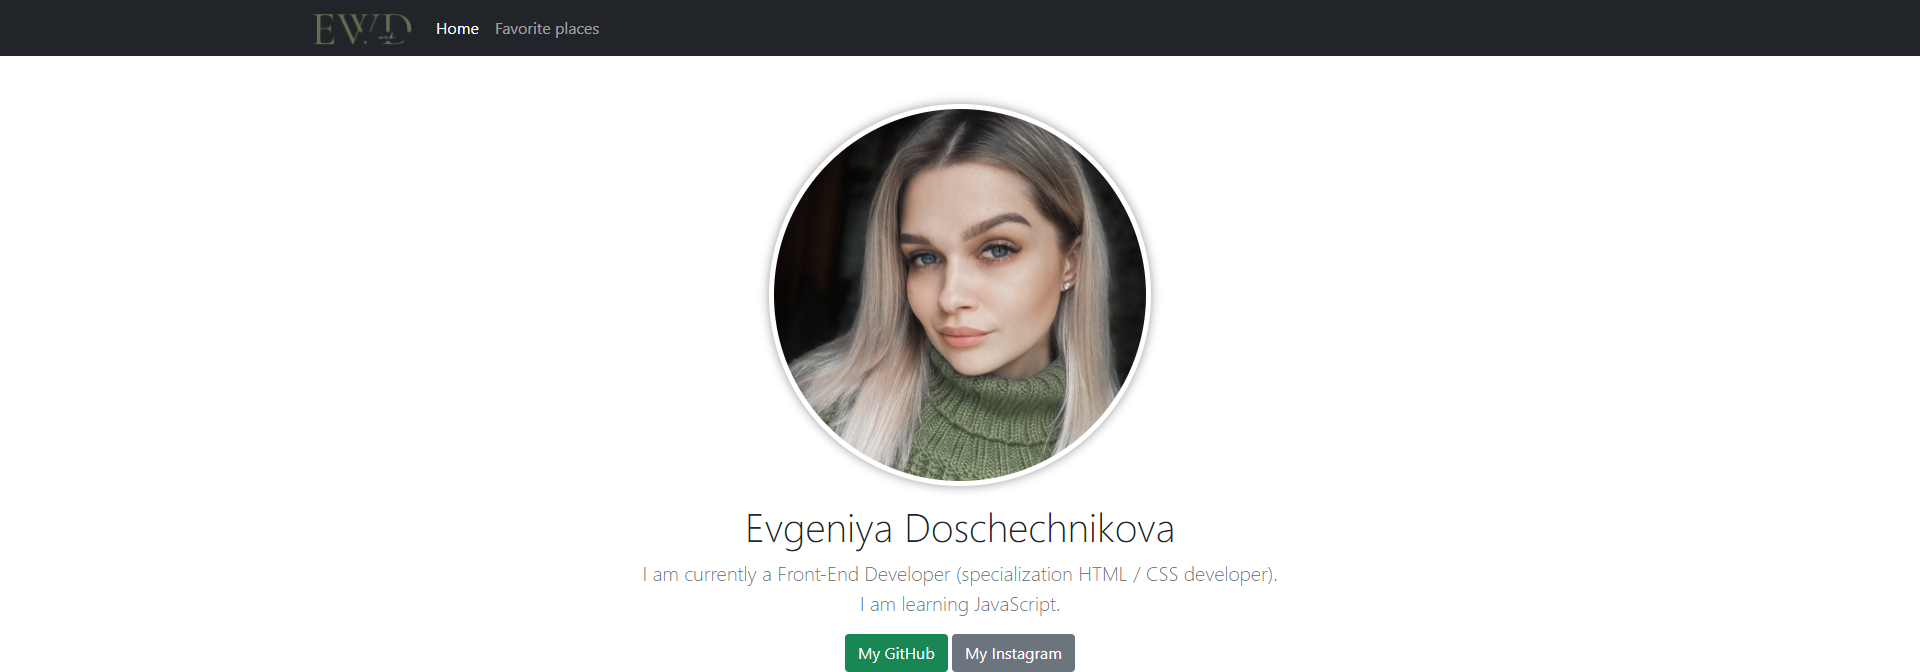 EWD
Home Favorite places
Evgeniya Doschechnikova
I am currently a Front-End Developer (specialization HTML / CSS developer).
I am learning JavaScript.
My GitHub My Instagram